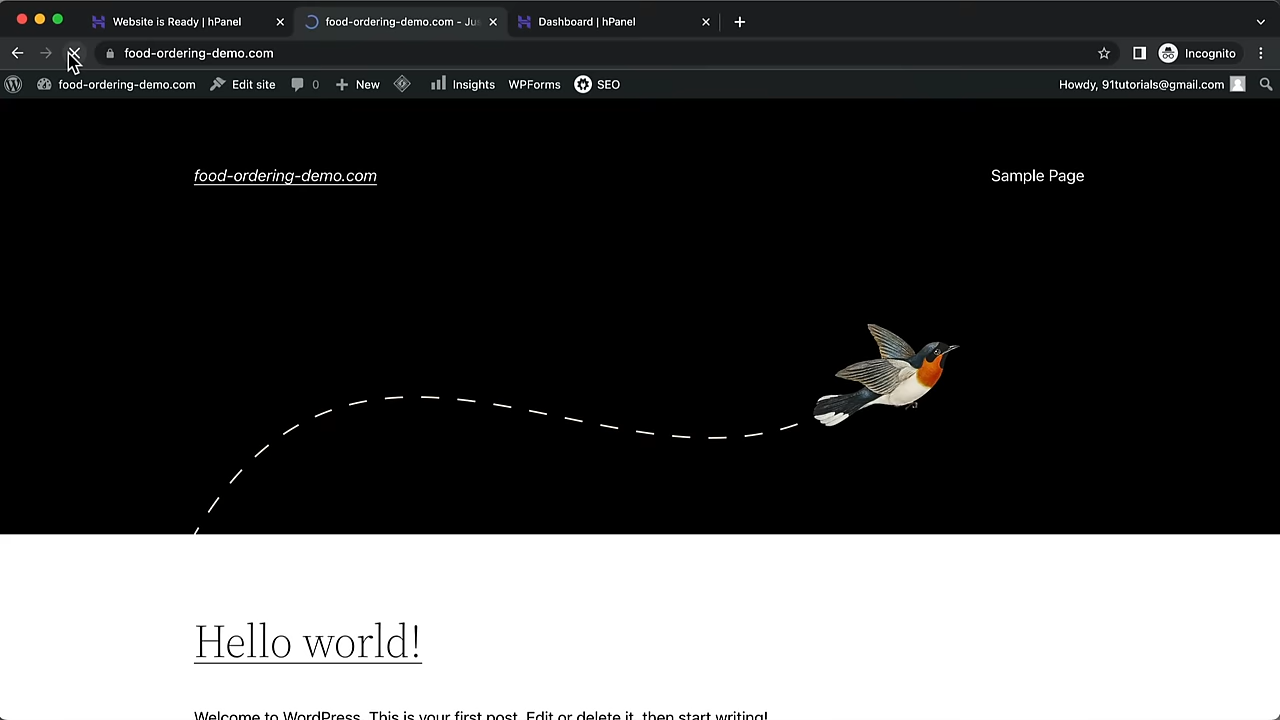 Website is Ready | hPanel
food-ordering-demo.com - Jus
Dashboard | hPanel
food-ordering-demo.com
Incognito
food-ordering-demo.com Edit site 0 New Insights WPForms SEO Howdy, 91tutorials@gmail.com
food-ordering-demo.com Sample Page
Hello world!
Welcome to WordPress. This is your first post. Edit or delete it, then start writing!